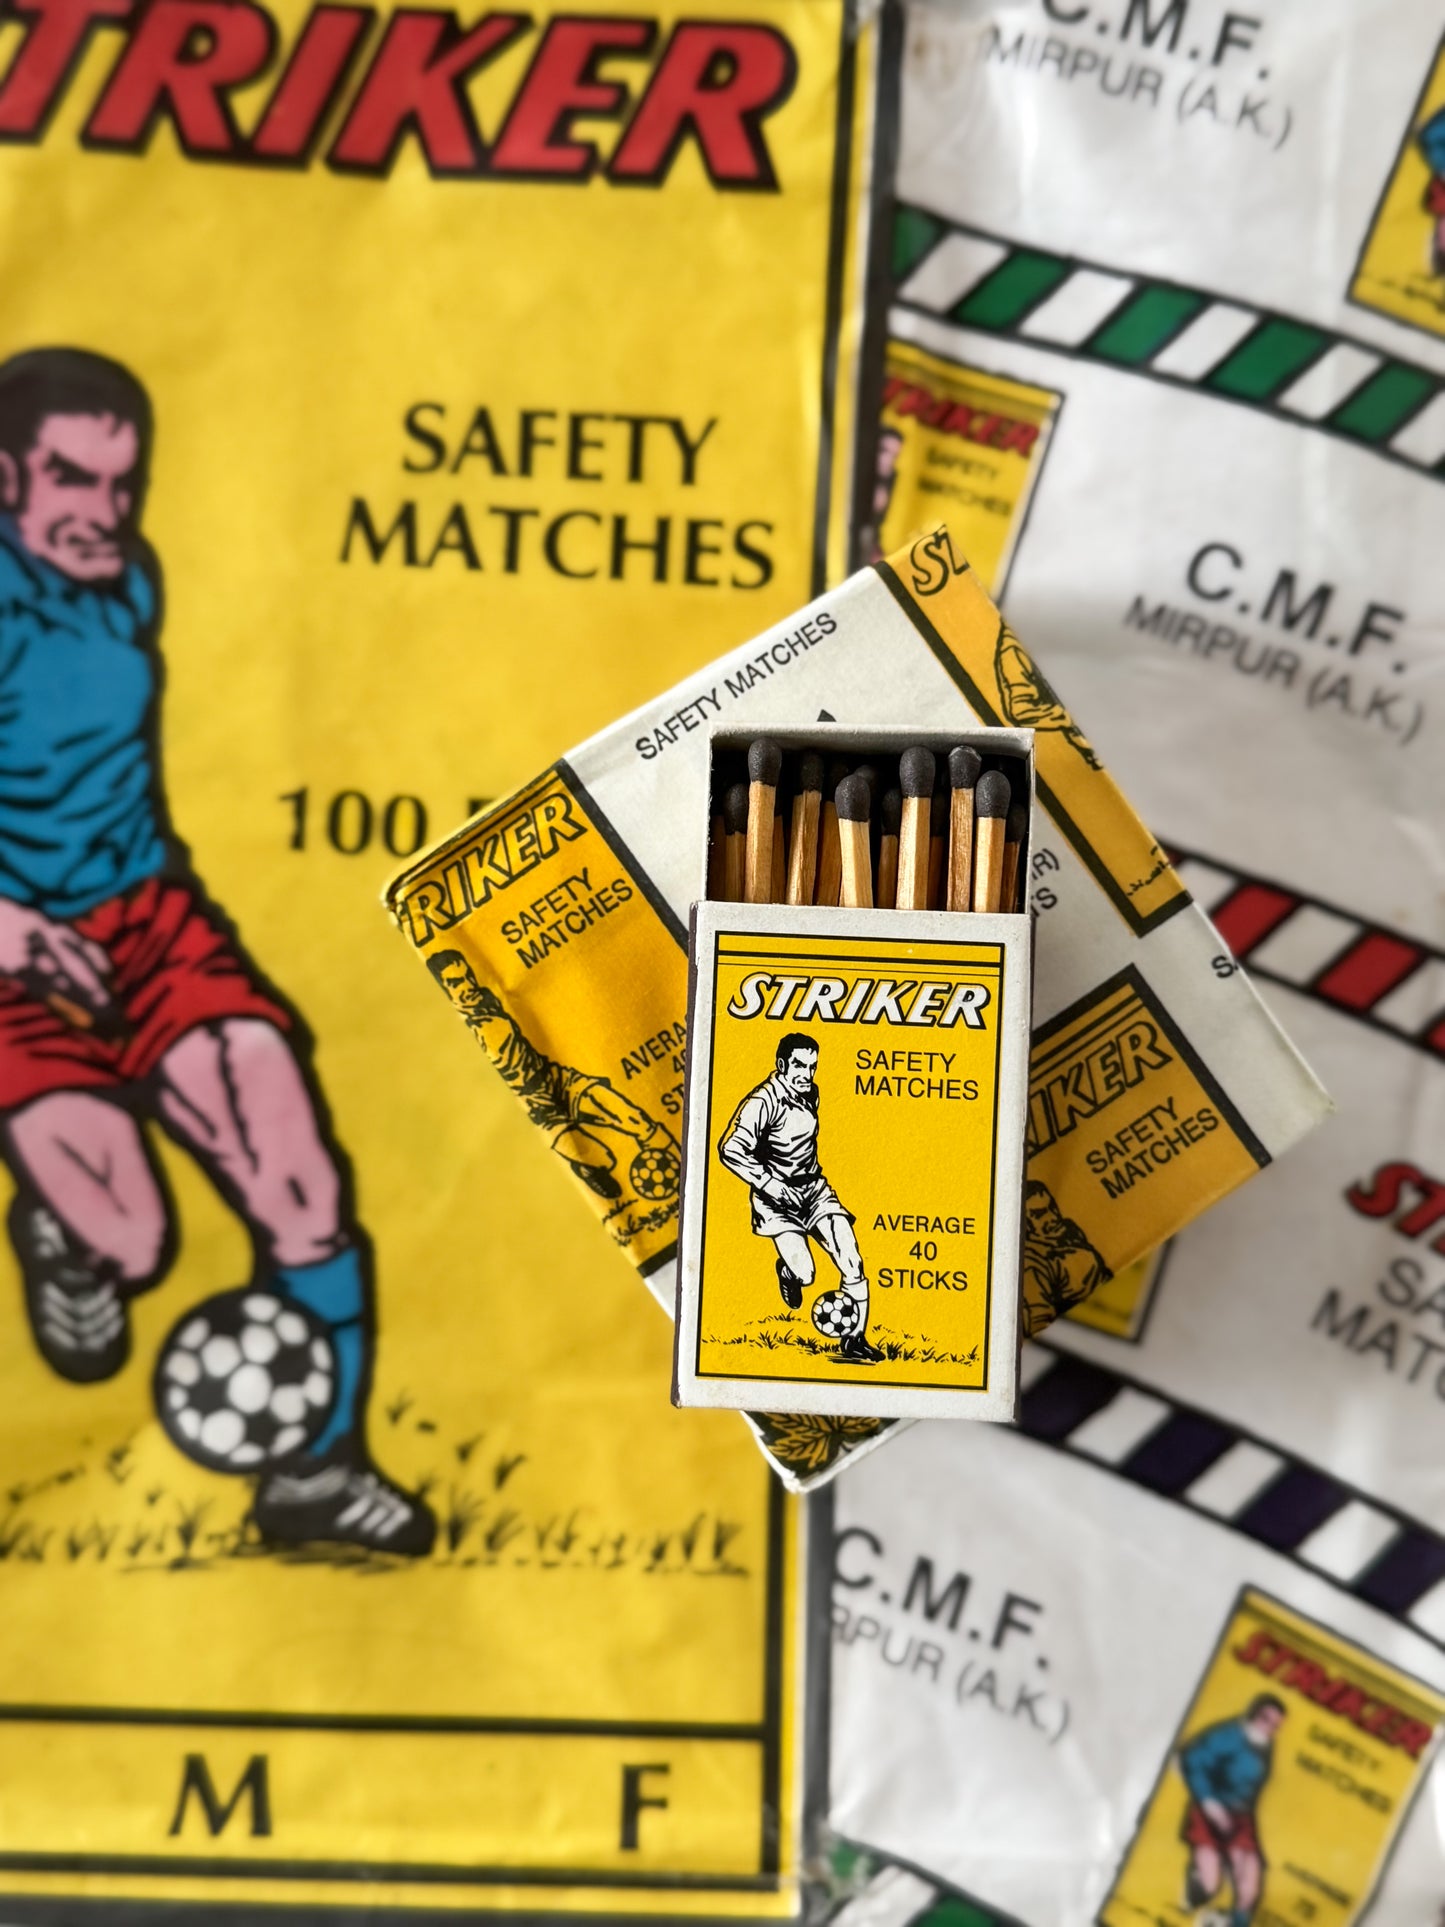 STRIKER
SAFETY
MATCHES
100
M F
C.M.F.
MIRPUR (A.K.)
STRIKER
SAFETY
MATCHES
C.M.F.
MIRPUR (A.K.)
SAFETY MATCHES
STRIKER
SAFETY
MATCHES
STRIKER
SAFETY
MATCHES
AVERAGE
40
STICKS
STRIKER
SAFETY
MATCHES
C.M.F.
STRIKER
SAFETY
MATCHES